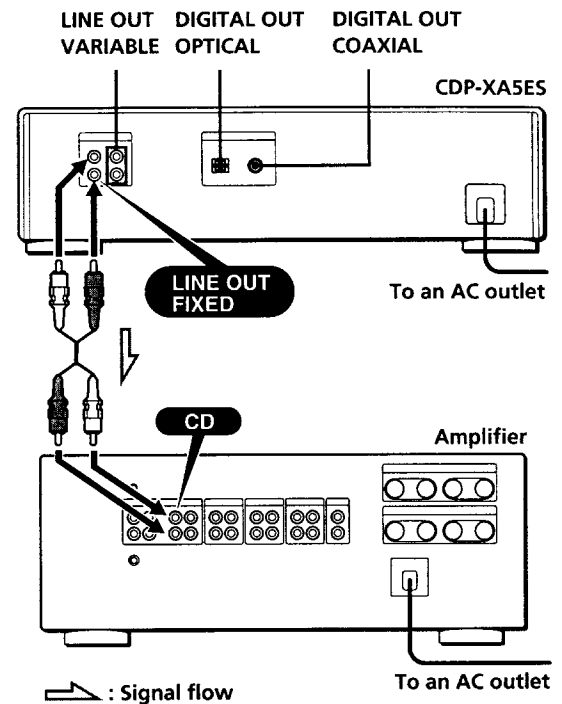 LINE OUT VARIABLE
DIGITAL OUT OPTICAL
DIGITAL OUT COAXIAL
CDP-XA5ES
LINE OUT
FIXED
To an AC outlet
CD
Amplifier
To an AC outlet
: Signal flow